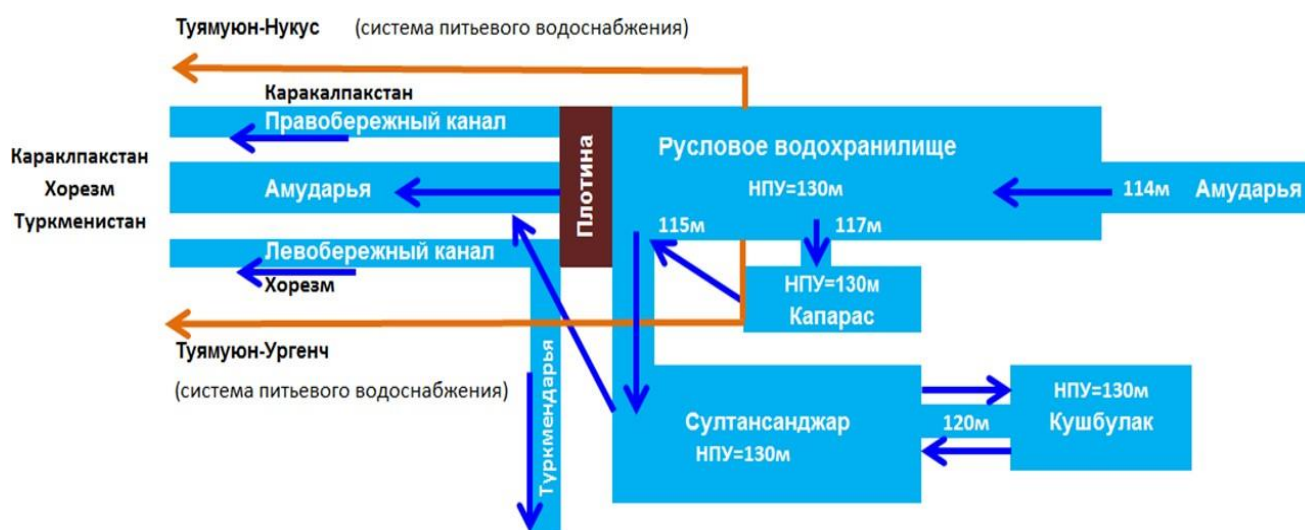 Туямуюн-Нукус (система питьевого водоснабжения)
Каракалпакстан
Правобережный канал
Караклпакстан
Хорезм
Туркменистан
Амударья
Левобережный канал
Хорезм
Плотина
Русловое водохранилище
НПУ=130м
114м Амударья
115м 117м
НПУ=130м
Капарас
Туямуюн-Ургенч
(система питьевого водоснабжения)
Туркмендарья
Султансанджар
НПУ=130м
120м
НПУ=130м
Кушбулак